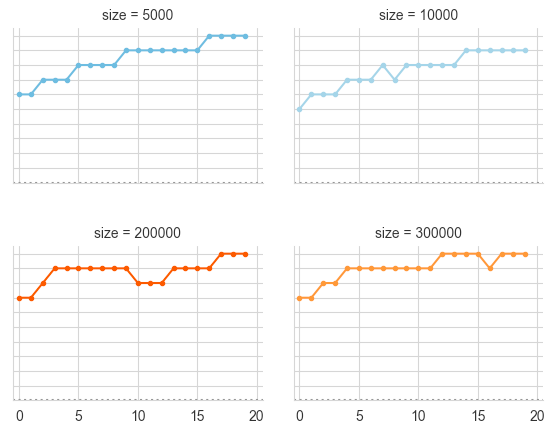 size = 5000
size = 10000
size = 200000
size = 300000
0 5 10 15 20
0 5 10 15 20